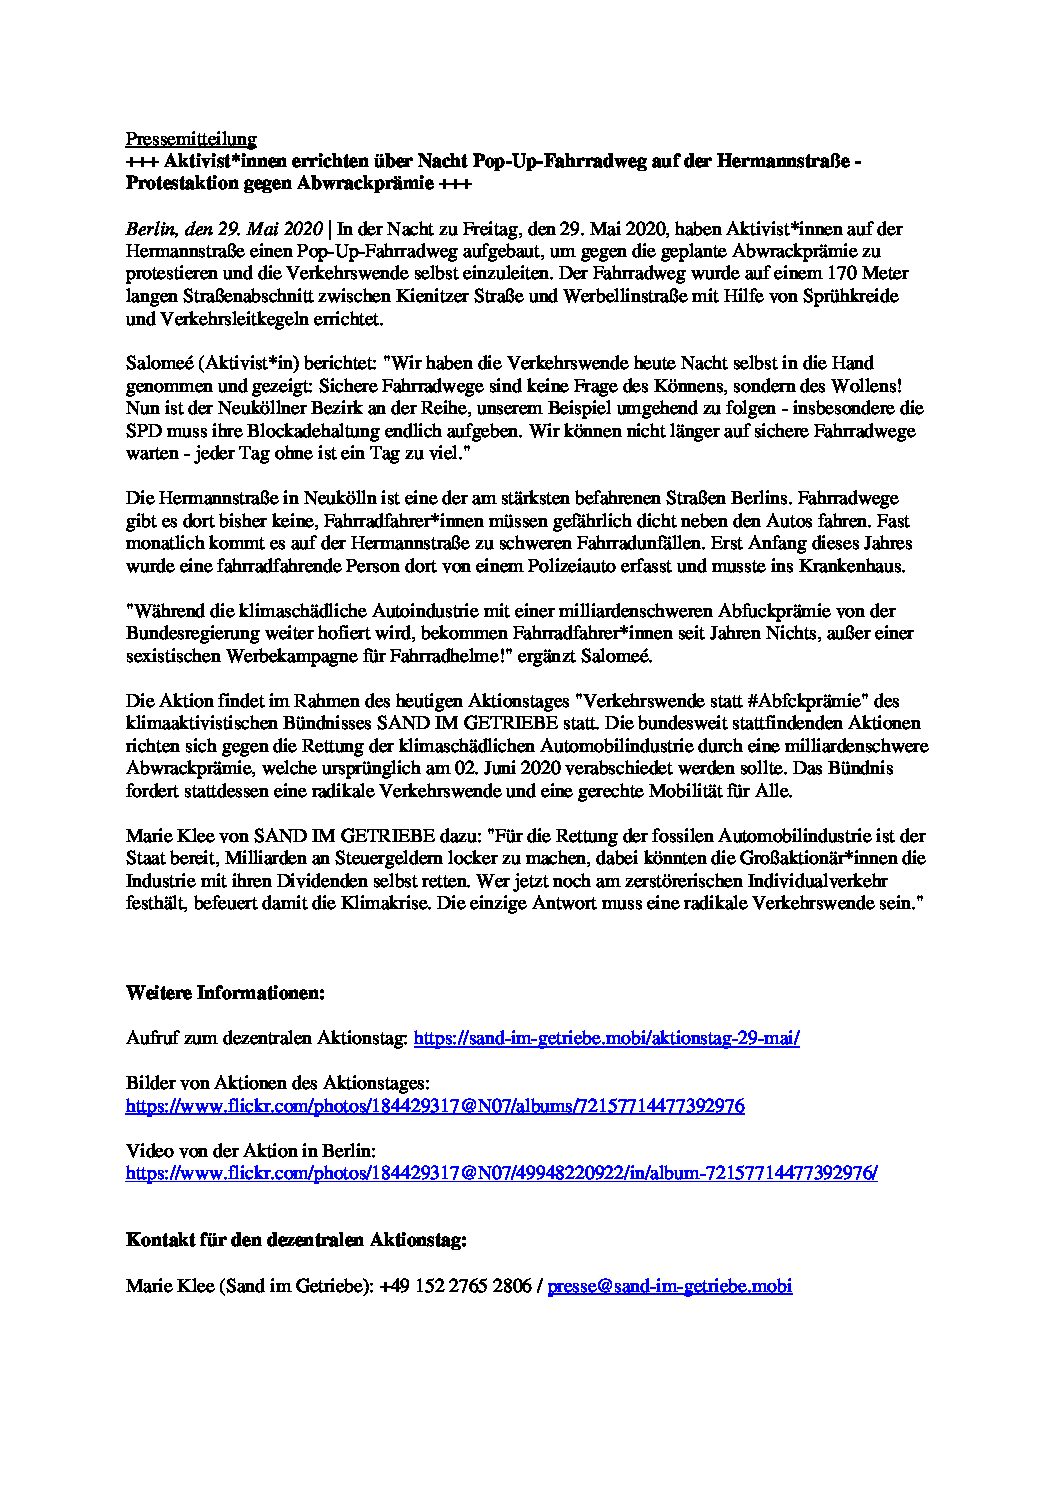 Pressemitteilung
+++ Aktivist*innen errichten über Nacht Pop-Up-Fahrradweg auf der Hermannstraße -
Protestaktion gegen Abwrackprämie +++
Berlin, den 29. Mai 2020 | In der Nacht zu Freitag, den 29. Mai 2020, haben Aktivist*innen auf der
Hermannstraße einen Pop-Up-Fahrradweg aufgebaut, um gegen die geplante Abwrackprämie zu
protestieren und die Verkehrswende selbst einzuleiten. Der Fahrradweg wurde auf einem 170 Meter
langen Straßenabschnitt zwischen Kienitzer Straße und Werbellinstraße mit Hilfe von Sprühkreide
und Verkehrsleitkegeln errichtet.
Salomeé (Aktivist*in) berichtet: "Wir haben die Verkehrswende heute Nacht selbst in die Hand
genommen und gezeigt: Sichere Fahrradwege sind keine Frage des Könnens, sondern des Wollens!
Nun ist der Neuköllner Bezirk an der Reihe, unserem Beispiel umgehend zu folgen - insbesondere die
SPD muss ihre Blockadehaltung endlich aufgeben. Wir können nicht länger auf sichere Fahrradwege
warten - jeder Tag ohne ist ein Tag zu viel."
Die Hermannstraße in Neukölln ist eine der am stärksten befahrenen Straßen Berlins. Fahrradwege
gibt es dort bisher keine, Fahrradfahrer*innen müssen gefährlich dicht neben den Autos fahren. Fast
monatlich kommt es auf der Hermannstraße zu schweren Fahrradunfällen. Erst Anfang dieses Jahres
wurde eine fahrradfahrende Person dort von einem Polizeiauto erfasst und musste ins Krankenhaus.
"Während die klimaschädliche Autoindustrie mit einer milliardenschweren Abfuckprämie von der
Bundesregierung weiter hofiert wird, bekommen Fahrradfahrer*innen seit Jahren Nichts, außer einer
sexistischen Werbekampagne für Fahrradhelme!" ergänzt Salomeé.
Die Aktion findet im Rahmen des heutigen Aktionstages "Verkehrswende statt #Abfckprämie" des
klimaaktivistischen Bündnisses SAND IM GETRIEBE statt. Die bundesweit stattfindenden Aktionen
richten sich gegen die Rettung der klimaschädlichen Automobilindustrie durch eine milliardenschwere
Abwrackprämie, welche ursprünglich am 02. Juni 2020 verabschiedet werden sollte. Das Bündnis
fordert stattdessen eine radikale Verkehrswende und eine gerechte Mobilität für Alle.
Marie Klee von SAND IM GETRIEBE dazu: "Für die Rettung der fossilen Automobilindustrie ist der
Staat bereit, Milliarden an Steuergeldern locker zu machen, dabei könnten die Großaktionär*innen die
Industrie mit ihren Dividenden selbst retten. Wer jetzt noch am zerstörerischen Individualverkehr
festhält, befeuert damit die Klimakrise. Die einzige Antwort muss eine radikale Verkehrswende sein."
Weitere Informationen:
Aufruf zum dezentralen Aktionstag: https://sand-im-getriebe.mobi/aktionstag-29-mai/
Bilder von Aktionen des Aktionstages:
https://www.flickr.com/photos/184429317@N07/albums/72157714477392976
Video von der Aktion in Berlin:
https://www.flickr.com/photos/184429317@N07/49948220922/in/album-72157714477392976/
Kontakt für den dezentralen Aktionstag:
Marie Klee (Sand im Getriebe): +49 152 2765 2806 / presse@sand-im-getriebe.mobi